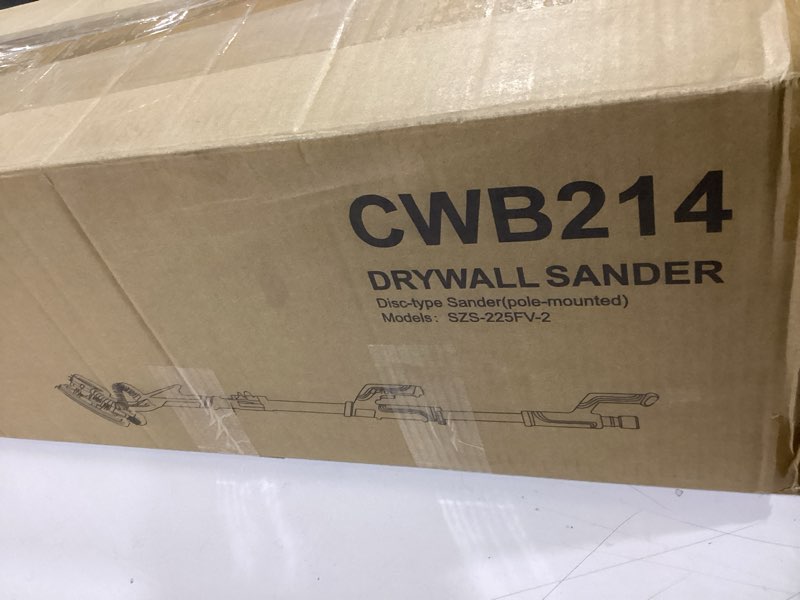 CWB214
DRYWALL SANDER
Disc-type Sander(pole-mounted)
Models: SZS-225FV-2